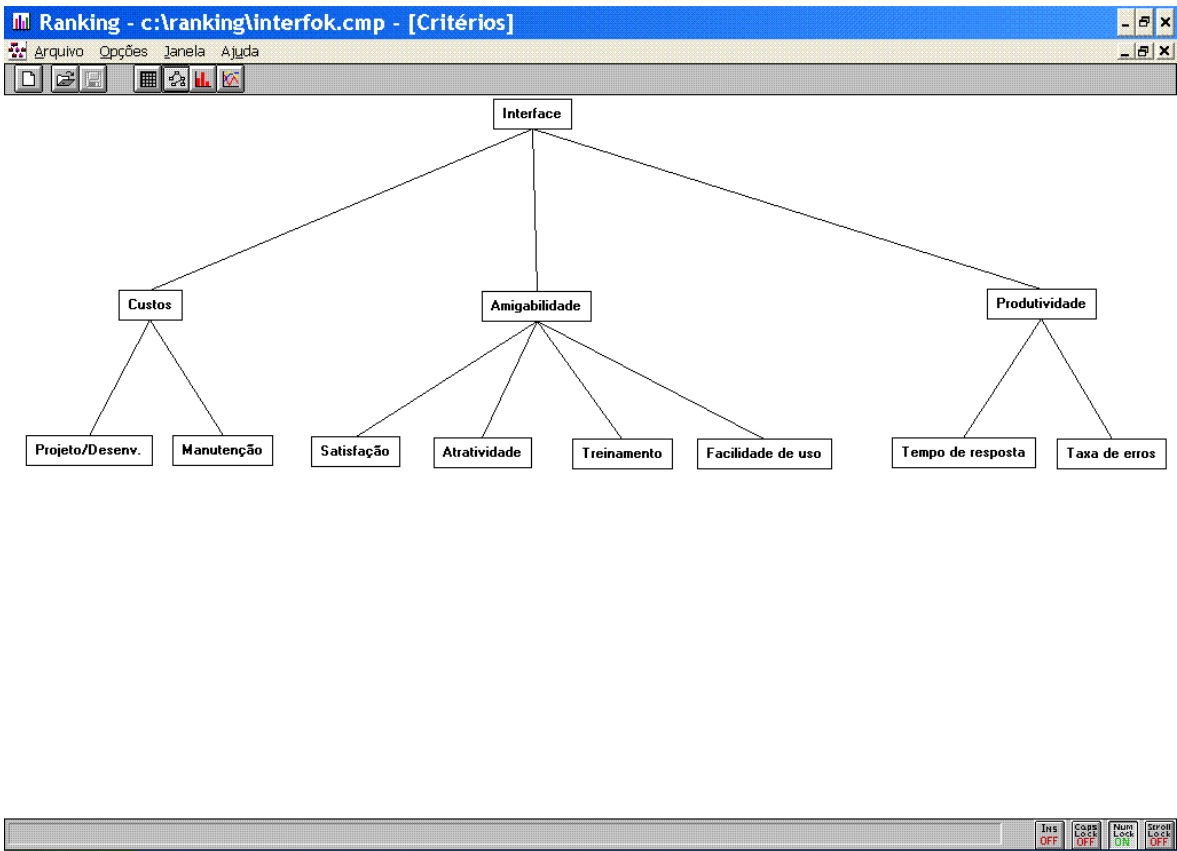 Ranking - c:\ranking\interfok.cmp - [Critérios]
Arquivo Opções Janela Ajuda
Interface
Custos
Amigabilidade
Produtividade
Projeto/Desenv.
Manutenção
Satisfação
Atratividade
Treinamento
Facilidade de uso
Tempo de resposta
Taxa de erros
Ins OFF
Caps Lock OFF
Num Lock ON
Scroll Lock OFF